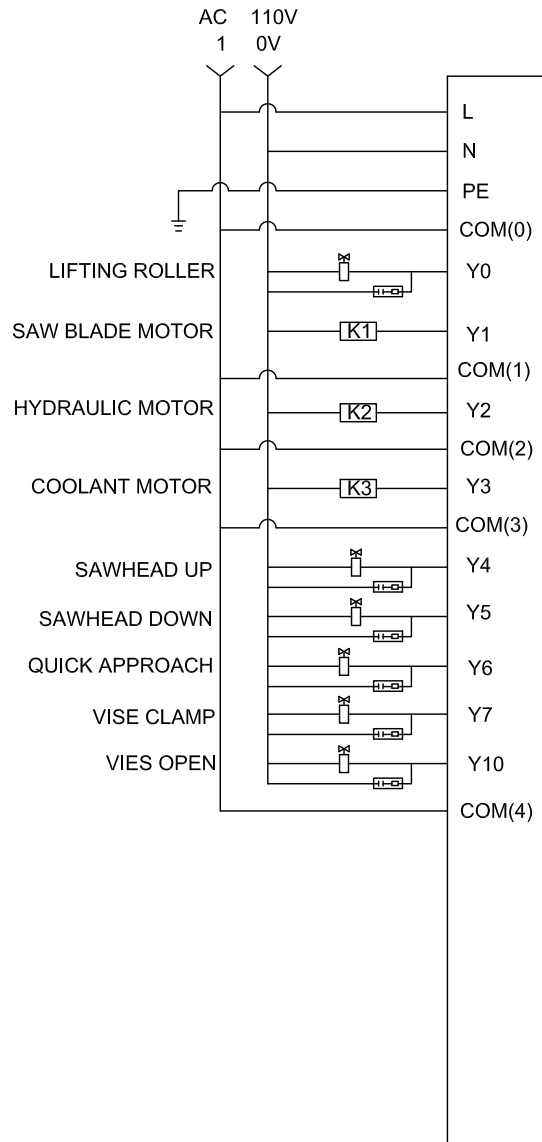 AC 110V
1 0V
L
N
PE
COM(0)
LIFTING ROLLER Y0
SAW BLADE MOTOR K1 Y1
COM(1)
HYDRAULIC MOTOR K2 Y2
COM(2)
COOLANT MOTOR K3 Y3
COM(3)
SAWHEAD UP Y4
SAWHEAD DOWN Y5
QUICK APPROACH Y6
VISE CLAMP Y7
VIES OPEN Y10
COM(4)